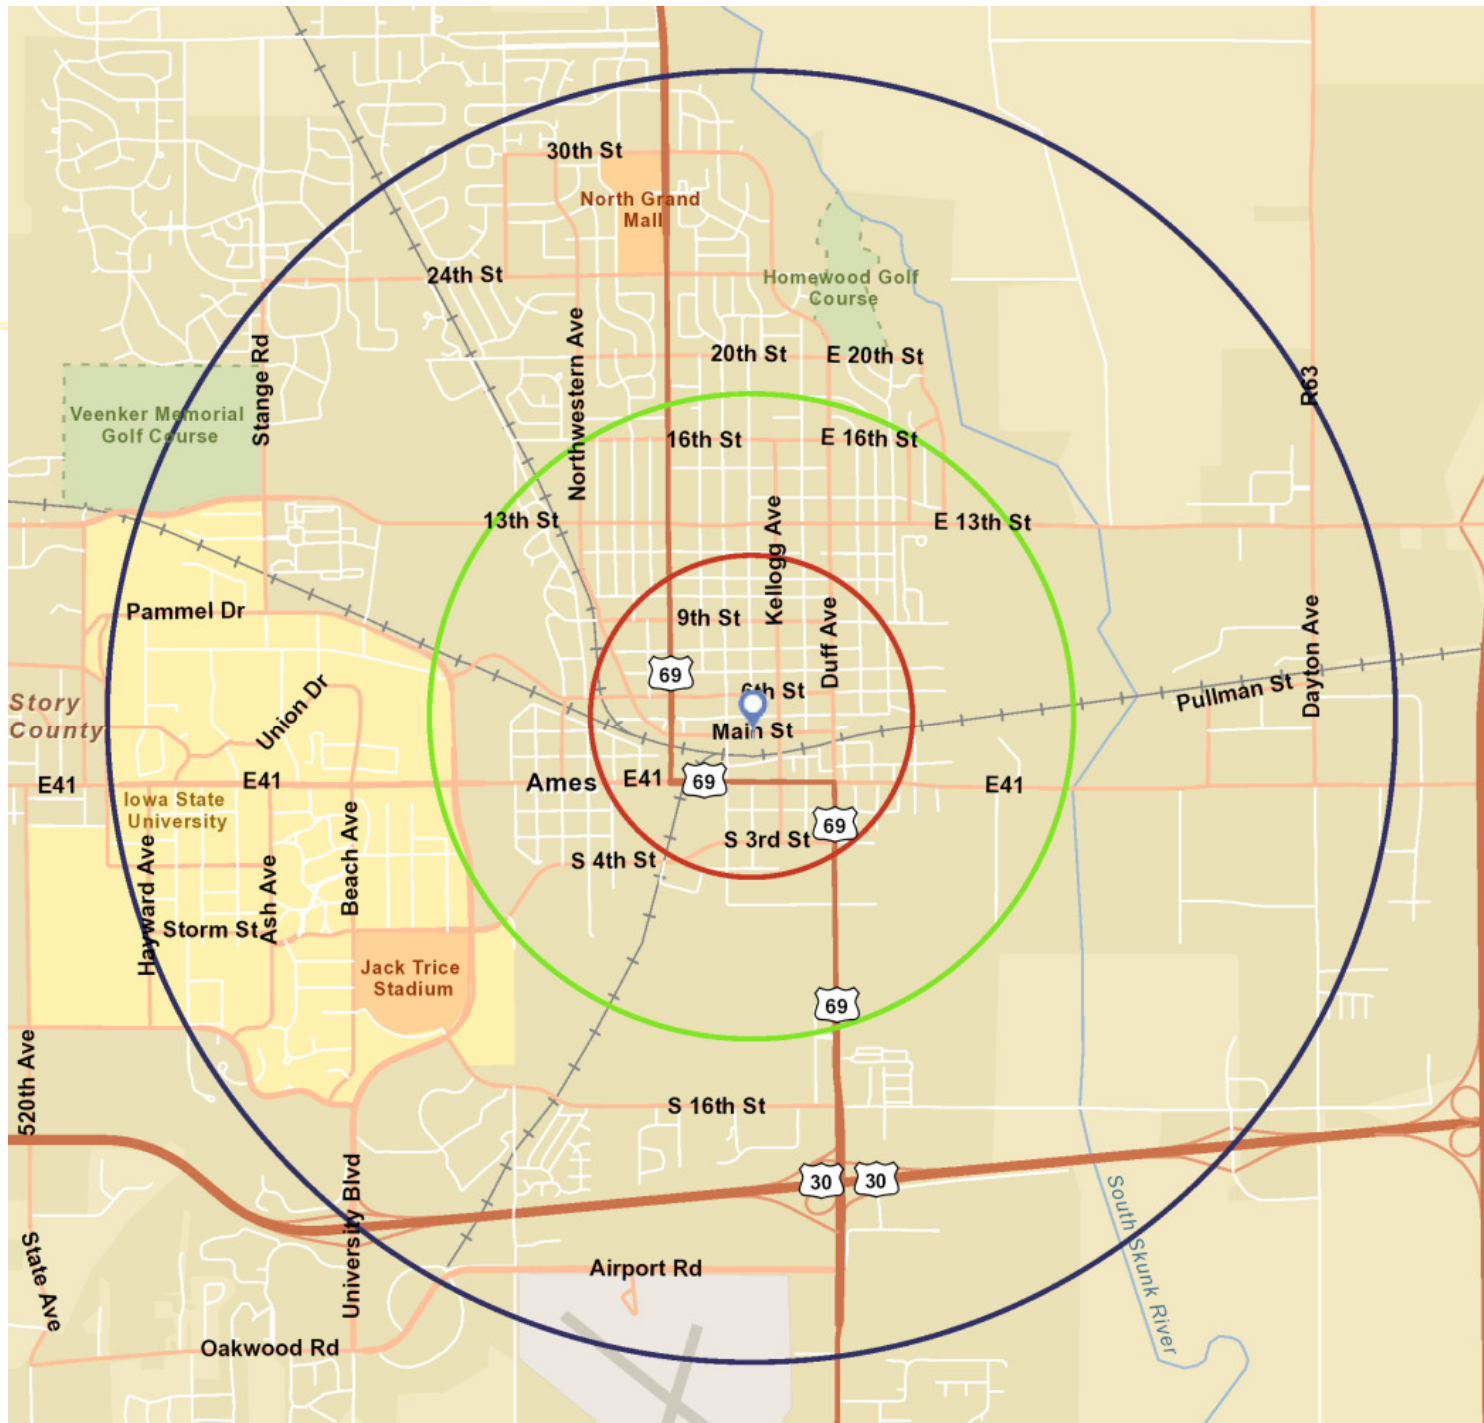 30th St
North Grand
Mall
24th St
Homewood Golf
Course
Northwestern Ave
20th St
E 20th St
Stange Rd
R63
Veenker Memorial
Golf Course
16th St
E 16th St
13th St
Kellogg Ave
E 13th St
Pammel Dr
9th St
Duff Ave
Dayton Ave
69
Story
County
Union Dr
6th St
Pullman St
Main St
E41
E41
Ames
E41
69
E41
Iowa State
University
69
Hayward Ave
Ash Ave
Beach Ave
S 4th St
S 3rd St
Storm St
Jack Trice
Stadium
69
520th Ave
S 16th St
University Blvd
30
30
South Skunk River
State Ave
Airport Rd
Oakwood Rd